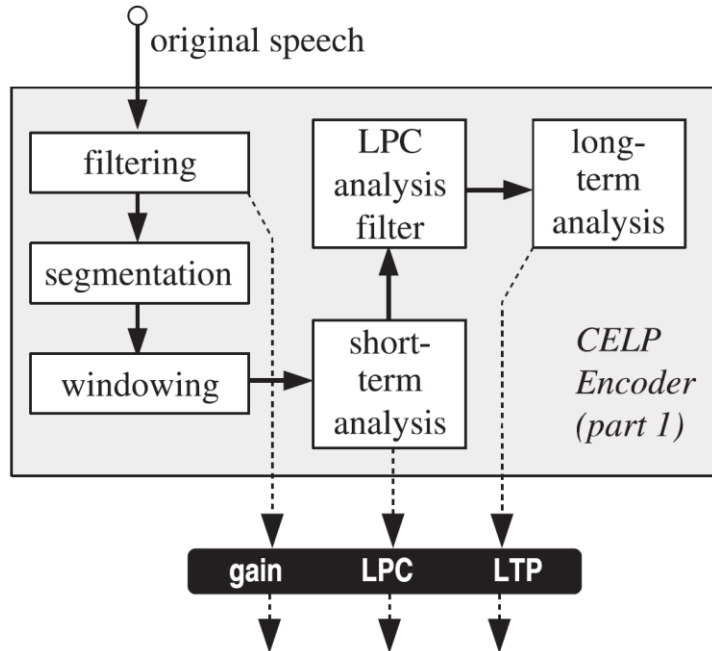 original speech
filtering
segmentation
windowing
LPC
analysis
filter
long-
term
analysis
short-
term
analysis
CELP
Encoder
(part 1)
gain LPC LTP